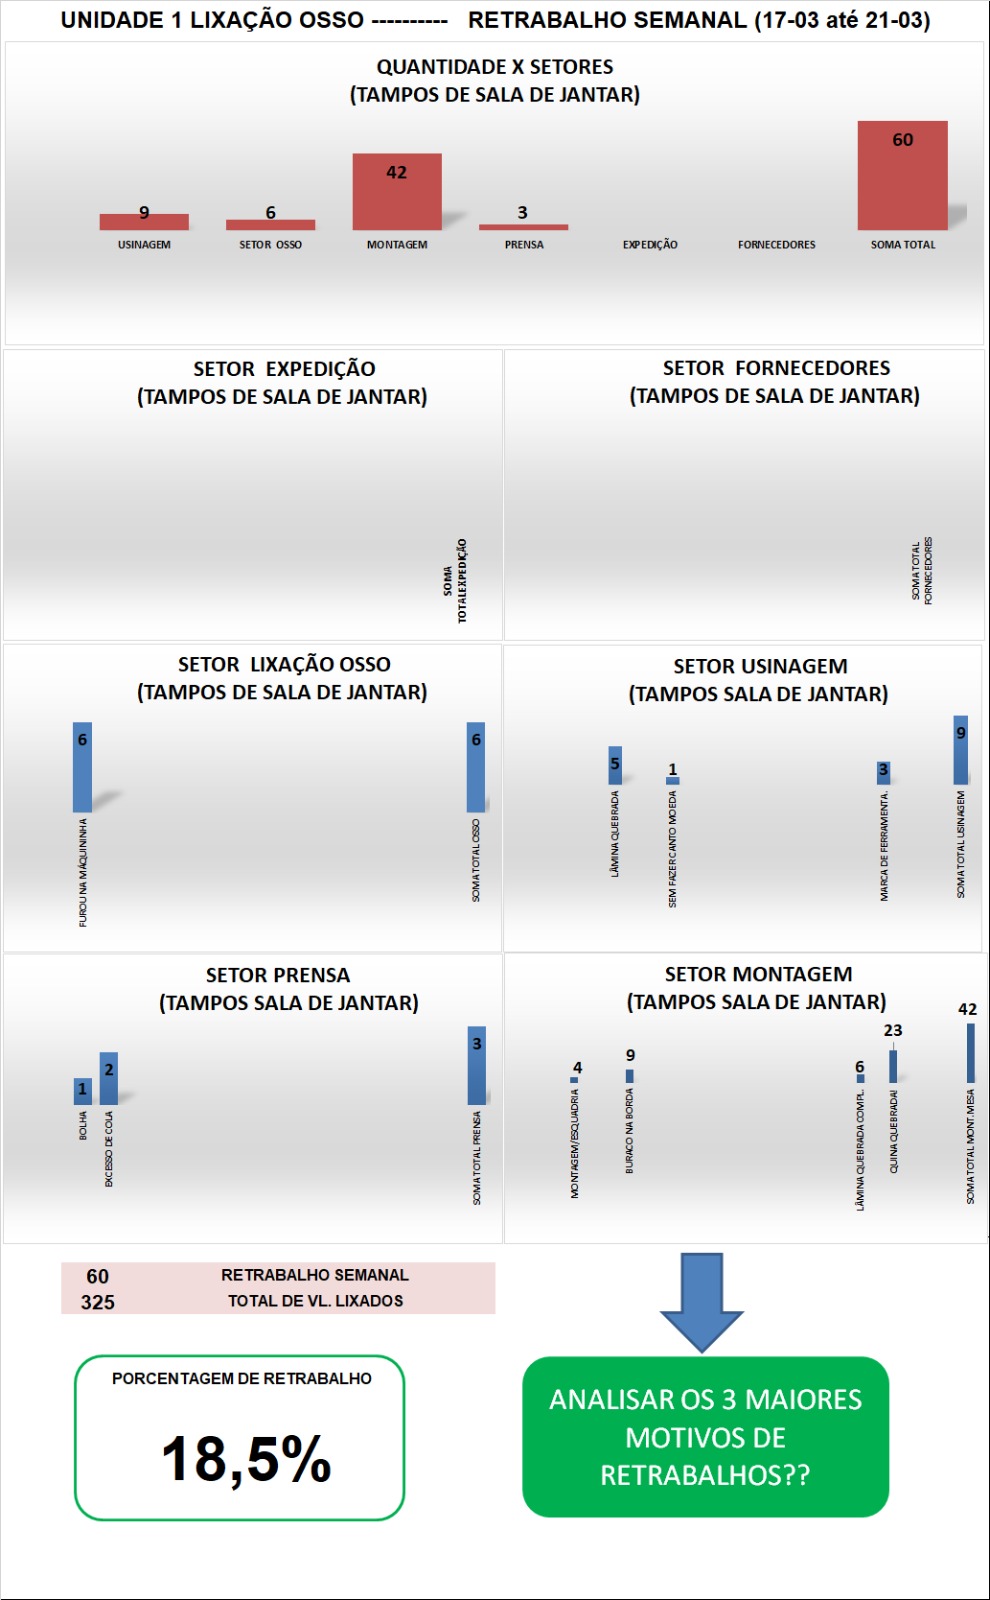 UNIDADE 1 LIXAÇÃO OSSO ---------- RETRABALHO SEMANAL (17-03 até 21-03)
QUANTIDADE X SETORES
(TAMPOS DE SALA DE JANTAR)
9
6
42
3
60
USINAGEM
SETOR OSSO
MONTAGEM
PRENSA
EXPEDIÇÃO
FORNECEDORES
SOMA TOTAL
SETOR EXPEDIÇÃO
(TAMPOS DE SALA DE JANTAR)
SOMA
TOTALEXPEDIÇÃO
SETOR FORNECEDORES
(TAMPOS DE SALA DE JANTAR)
SOMA TOTAL
FORNECEDORES
SETOR LIXAÇÃO OSSO
(TAMPOS DE SALA DE JANTAR)
6
6
FUROU NA MÁQUININHA
SOMA TOTAL OSSO
SETOR USINAGEM
(TAMPOS SALA DE JANTAR)
5
1
3
9
LÂMINA QUEBRADA
SEM FAZER CANTO MOEDA
MARCA DE FERRAMENTA.
SOMA TOTAL USINAGEM
SETOR PRENSA
(TAMPOS SALA DE JANTAR)
1
2
3
BOLHA
EXCESSO DE COLA
SOMA TOTAL PRENSA
SETOR MONTAGEM
(TAMPOS SALA DE JANTAR)
4
9
6
23
42
MONTAGEM/ESQUADRIA
BURACO NA BORDA
LÂMINA QUEBRADA COMPL.
QUINA QUEBRADA!
SOMA TOTAL MONT.MESA
60 RETRABALHO SEMANAL
325 TOTAL DE VL. LIXADOS
PORCENTAGEM DE RETRABALHO
18,5%
ANALISAR OS 3 MAIORES
MOTIVOS DE
RETRABALHOS??